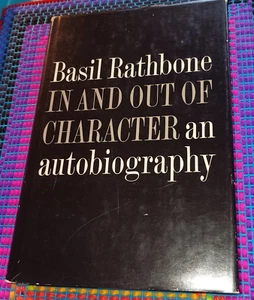 Basil Rathbone
IN AND OUT OF
CHARACTER an
autobiography